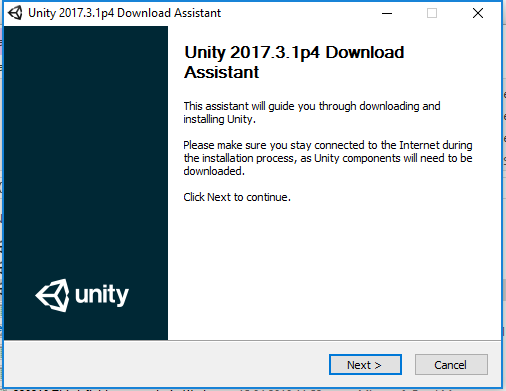 Unity 2017.3.1p4 Download Assistant
Unity 2017.3.1p4 Download
Assistant
This assistant will guide you through downloading and
installing Unity.
Please make sure you stay connected to the Internet during
the installation process, as Unity components will need to be
downloaded.
Click Next to continue.
unity
Next >
Cancel